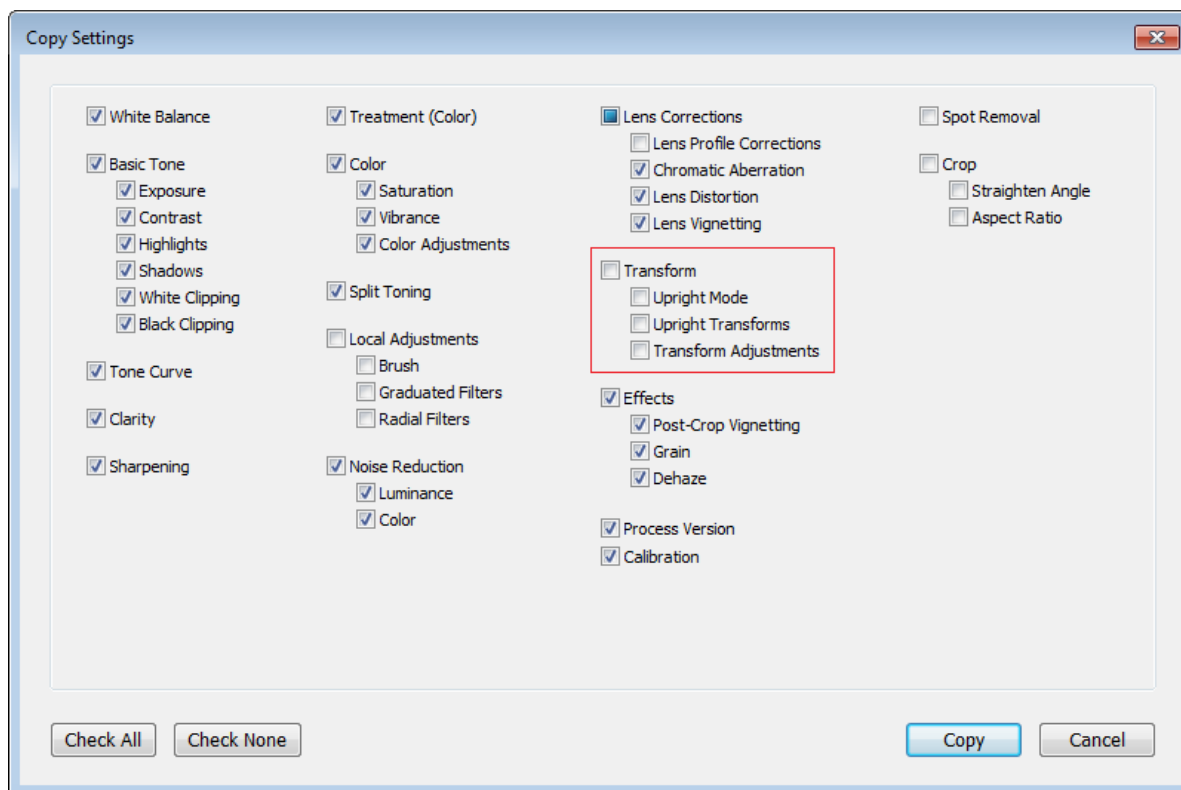 Copy Settings
White Balance
Basic Tone
Exposure
Contrast
Highlights
Shadows
White Clipping
Black Clipping
Tone Curve
Clarity
Sharpening
Treatment (Color)
Color
Saturation
Vibrance
Color Adjustments
Split Toning
Local Adjustments
Brush
Graduated Filters
Radial Filters
Noise Reduction
Luminance
Color
Lens Corrections
Lens Profile Corrections
Chromatic Aberration
Lens Distortion
Lens Vignetting
Transform
Upright Mode
Upright Transforms
Transform Adjustments
Effects
Post-Crop Vignetting
Grain
Dehaze
Process Version
Calibration
Spot Removal
Crop
Straighten Angle
Aspect Ratio
Check All
Check None
Copy
Cancel